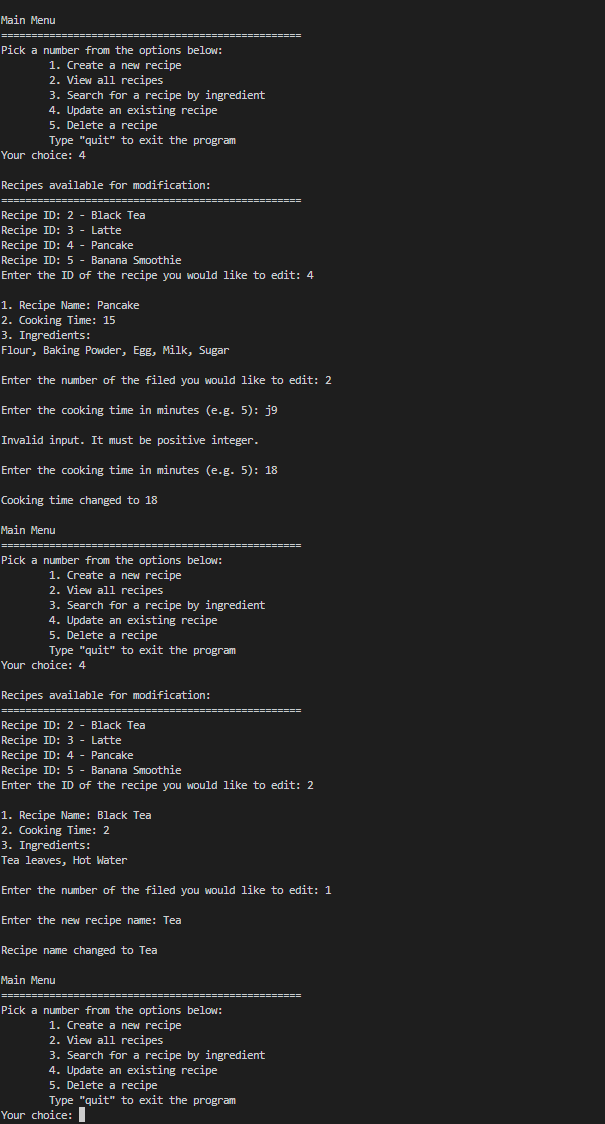 Main Menu
==================================================
Pick a number from the options below:
        1. Create a new recipe
        2. View all recipes
        3. Search for a recipe by ingredient
        4. Update an existing recipe
        5. Delete a recipe
        Type "quit" to exit the program
Your choice: 4

Recipes available for modification:
==================================================
Recipe ID: 2 - Black Tea
Recipe ID: 3 - Latte
Recipe ID: 4 - Pancake
Recipe ID: 5 - Banana Smoothie
Enter the ID of the recipe you would like to edit: 4

1. Recipe Name: Pancake
2. Cooking Time: 15
3. Ingredients:
Flour, Baking Powder, Egg, Milk, Sugar

Enter the number of the filed you would like to edit: 2

Enter the cooking time in minutes (e.g. 5): j9

Invalid input. It must be positive integer.

Enter the cooking time in minutes (e.g. 5): 18

Cooking time changed to 18

Main Menu
==================================================
Pick a number from the options below:
        1. Create a new recipe
        2. View all recipes
        3. Search for a recipe by ingredient
        4. Update an existing recipe
        5. Delete a recipe
        Type "quit" to exit the program
Your choice: 4

Recipes available for modification:
==================================================
Recipe ID: 2 - Black Tea
Recipe ID: 3 - Latte
Recipe ID: 4 - Pancake
Recipe ID: 5 - Banana Smoothie
Enter the ID of the recipe you would like to edit: 2

1. Recipe Name: Black Tea
2. Cooking Time: 2
3. Ingredients:
Tea leaves, Hot Water

Enter the number of the filed you would like to edit: 1

Enter the new recipe name: Tea

Recipe name changed to Tea

Main Menu
==================================================
Pick a number from the options below:
        1. Create a new recipe
        2. View all recipes
        3. Search for a recipe by ingredient
        4. Update an existing recipe
        5. Delete a recipe
        Type "quit" to exit the program
Your choice: